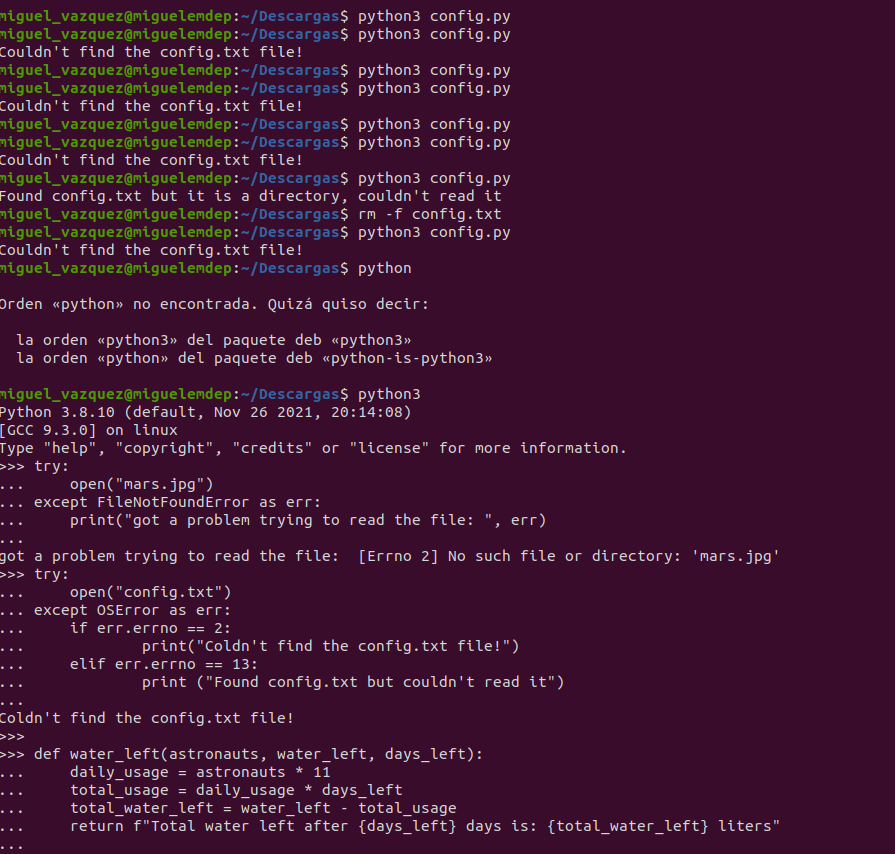 miguel_vazquez@miguelemdep:~/Descargas$ python3 config.py
miguel_vazquez@miguelemdep:~/Descargas$ python3 config.py
Couldn't find the config.txt file!
miguel_vazquez@miguelemdep:~/Descargas$ python3 config.py
miguel_vazquez@miguelemdep:~/Descargas$ python3 config.py
Couldn't find the config.txt file!
miguel_vazquez@miguelemdep:~/Descargas$ python3 config.py
miguel_vazquez@miguelemdep:~/Descargas$ python3 config.py
Couldn't find the config.txt file!
miguel_vazquez@miguelemdep:~/Descargas$ python3 config.py
Found config.txt but it is a directory, couldn't read it
miguel_vazquez@miguelemdep:~/Descargas$ rm -f config.txt
miguel_vazquez@miguelemdep:~/Descargas$ python3 config.py
Couldn't find the config.txt file!
miguel_vazquez@miguelemdep:~/Descargas$ python

Orden «python» no encontrada. Quizá quiso decir:

  la orden «python3» del paquete deb «python3»
  la orden «python» del paquete deb «python-is-python3»

miguel_vazquez@miguelemdep:~/Descargas$ python3
Python 3.8.10 (default, Nov 26 2021, 20:14:08)
[GCC 9.3.0] on linux
Type "help", "copyright", "credits" or "license" for more information.
>>> try:
...     open("mars.jpg")
... except FileNotFoundError as err:
...     print("got a problem trying to read the file: ", err)
...
got a problem trying to read the file:  [Errno 2] No such file or directory: 'mars.jpg'
>>> try:
...     open("config.txt")
... except OSError as err:
...     if err.errno == 2:
...             print("Coldn't find the config.txt file!")
...     elif err.errno == 13:
...             print ("Found config.txt but couldn't read it")
...
Coldn't find the config.txt file!
>>>
>>> def water_left(astronauts, water_left, days_left):
...     daily_usage = astronauts * 11
...     total_usage = daily_usage * days_left
...     total_water_left = water_left - total_usage
...     return f"Total water left after {days_left} days is: {total_water_left} liters"
...